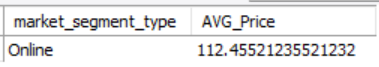 market_segment_type AVG_Price
Online 112.45521235521232